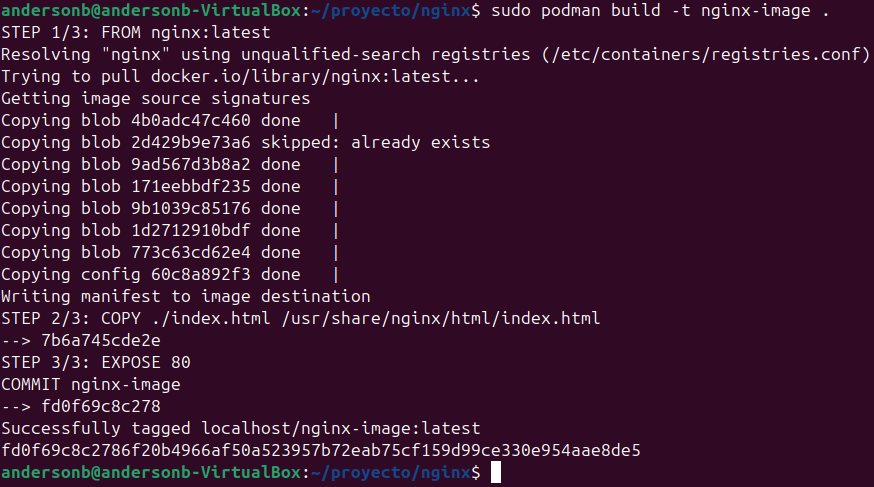 andersonb@andersonb-VirtualBox:~/proyecto/nginx$ sudo podman build -t nginx-image .
STEP 1/3: FROM nginx:latest
Resolving "nginx" using unqualified-search registries (/etc/containers/registries.conf)
Trying to pull docker.io/library/nginx:latest...
Getting image source signatures
Copying blob 4b0adc47c460 done   |
Copying blob 2d429b9e73a6 skipped: already exists
Copying blob 9ad567d3b8a2 done   |
Copying blob 171eebbdf235 done   |
Copying blob 9b1039c85176 done   |
Copying blob 1d2712910bdf done   |
Copying blob 773c63cd62e4 done   |
Copying config 60c8a892f3 done   |
Writing manifest to image destination
STEP 2/3: COPY ./index.html /usr/share/nginx/html/index.html
--> 7b6a745cde2e
STEP 3/3: EXPOSE 80
COMMIT nginx-image
--> fd0f69c8c278
Successfully tagged localhost/nginx-image:latest
fd0f69c8c2786f20b4966af50a523957b72eab75cf159d99ce330e954aae8de5
andersonb@andersonb-VirtualBox:~/proyecto/nginx$